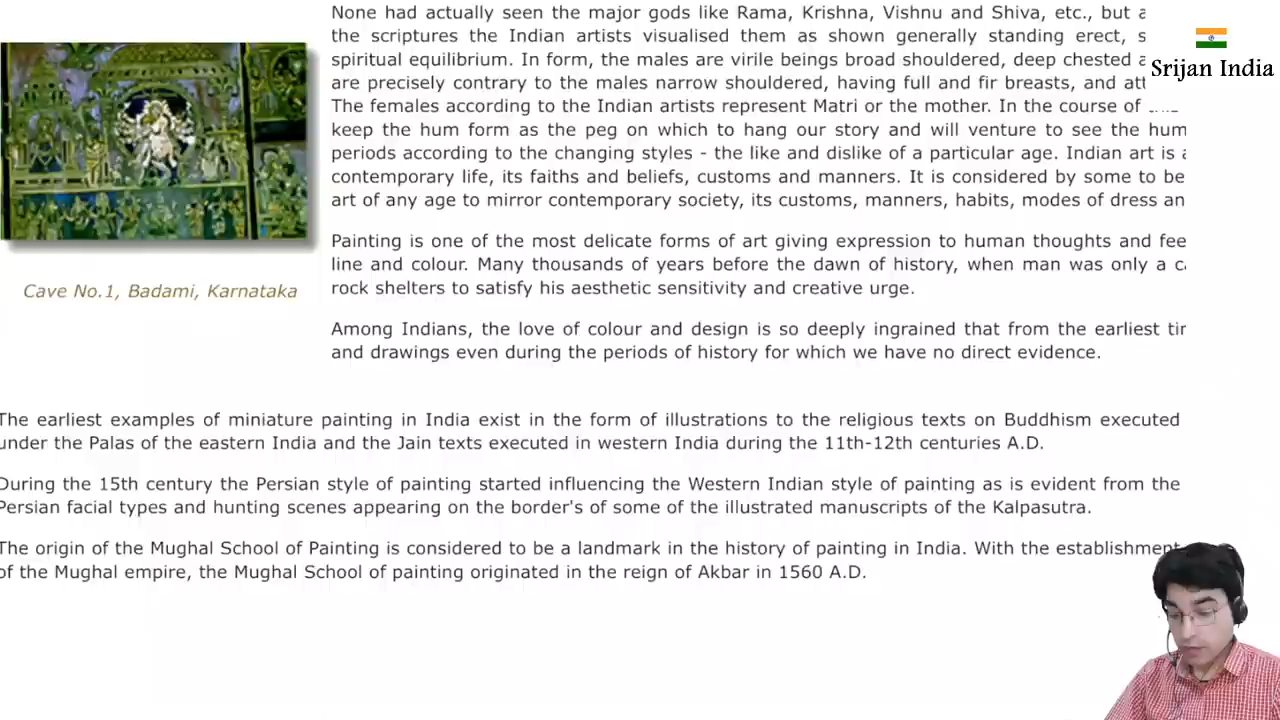 None had actually seen the major gods like Rama, Krishna, Vishnu and Shiva, etc., but
the scriptures the Indian artists visualised them as shown generally standing erect,
spiritual equilibrium. In form, the males are virile beings broad shouldered, deep chested
are precisely contrary to the males narrow shouldered, having full and fir breasts, and
The females according to the Indian artists represent Matri or the mother. In the course of
keep the hum form as the peg on which to hang our story and will venture to see the hum
periods according to the changing styles - the like and dislike of a particular age. Indian art is
contemporary life, its faiths and beliefs, customs and manners. It is considered by some to be
art of any age to mirror contemporary society, its customs, manners, habits, modes of dress
Painting is one of the most delicate forms of art giving expression to human thoughts and
line and colour. Many thousands of years before the dawn of history, when man was only a
rock shelters to satisfy his aesthetic sensitivity and creative urge.
Among Indians, the love of colour and design is so deeply ingrained that from the earliest
and drawings even during the periods of history for which we have no direct evidence.
Cave No.1, Badami, Karnataka
The earliest examples of miniature painting in India exist in the form of illustrations to the religious texts on Buddhism executed
under the Palas of the eastern India and the Jain texts executed in western India during the 11th-12th centuries A.D.
During the 15th century the Persian style of painting started influencing the Western Indian style of painting as is evident from the
Persian facial types and hunting scenes appearing on the border's of some of the illustrated manuscripts of the Kalpasutra.
The origin of the Mughal School of Painting is considered to be a landmark in the history of painting in India. With the establishment
of the Mughal empire, the Mughal School of painting originated in the reign of Akbar in 1560 A.D.
Srijan India